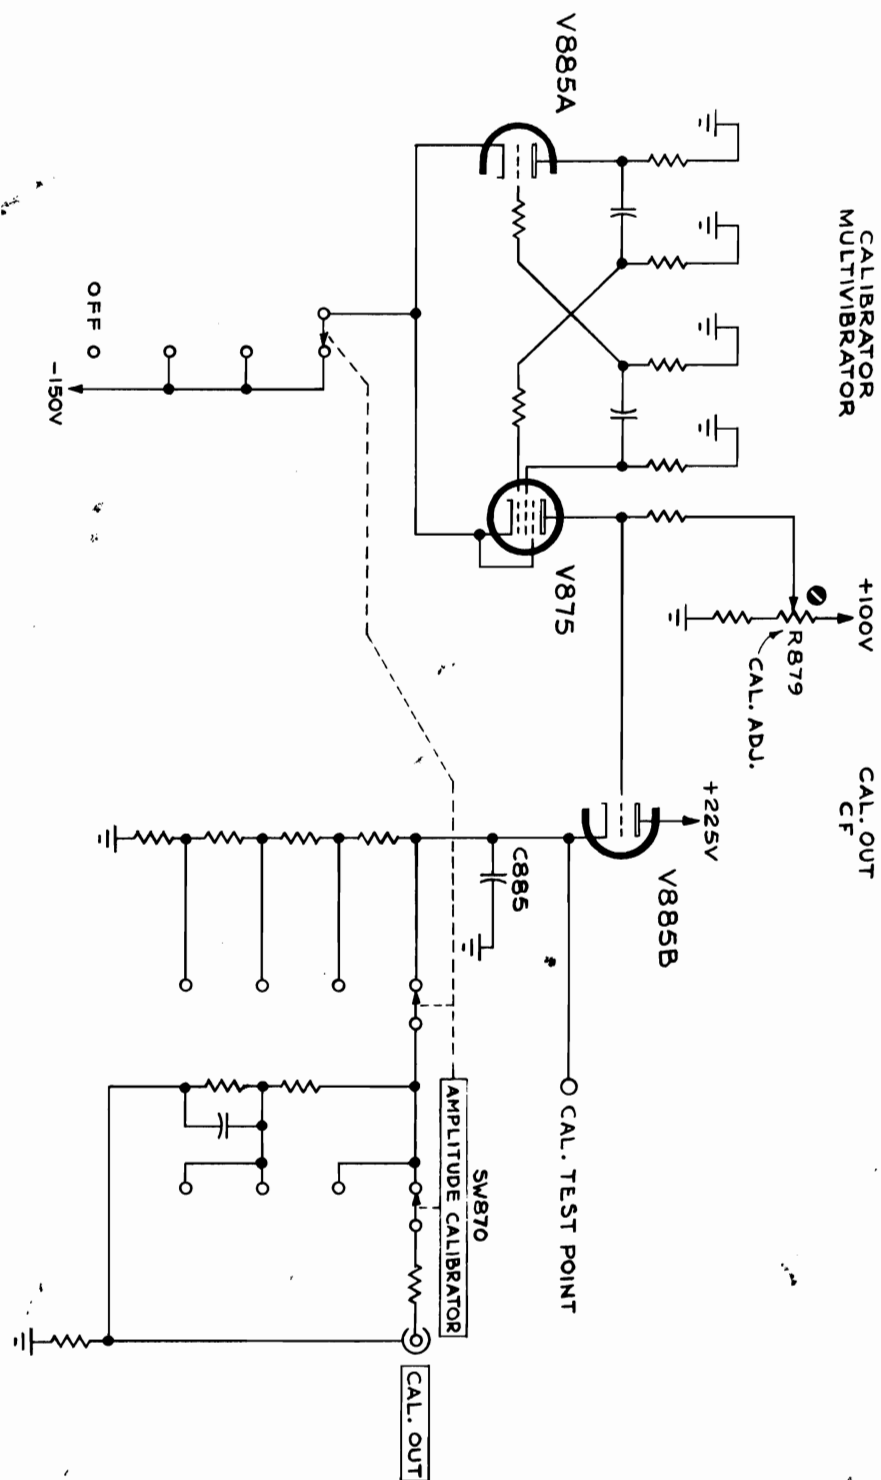 CALIBRATOR
MULTIVIBRATOR
+100V
CAL. OUT
CF
R879
CAL. ADJ.
+225V
V885A
V875
V885B
C885
CAL. TEST POINT
SW870
AMPLITUDE CALIBRATOR
CAL. OUT
OFF
-150V